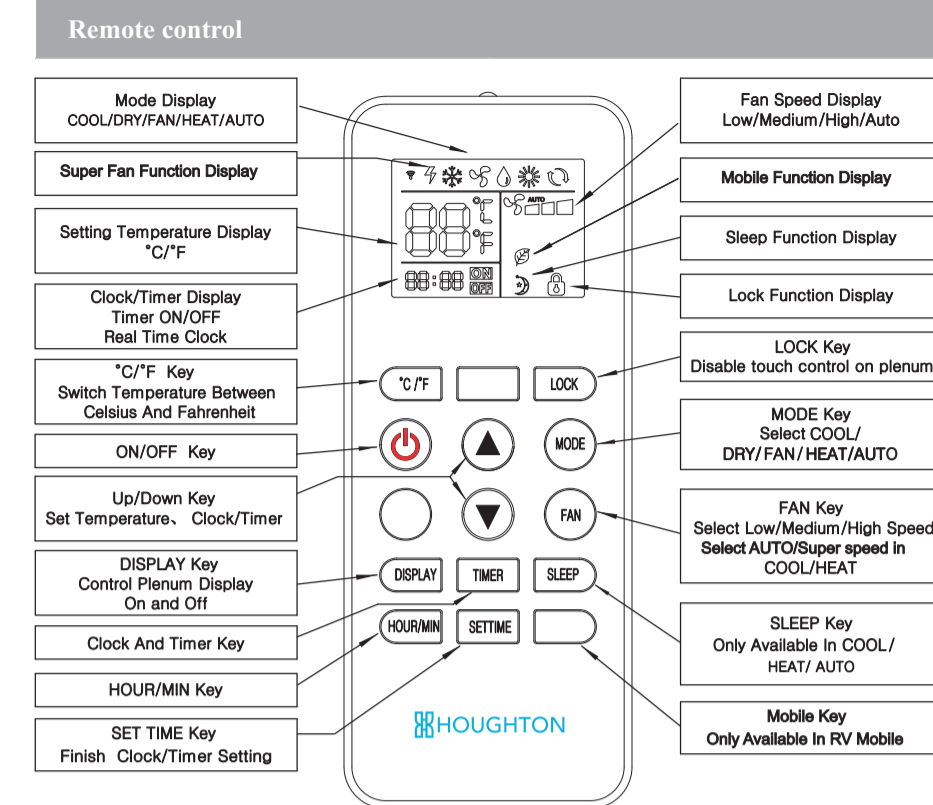 Remote control
Mode Display
COOL/DRY/FAN/HEAT/AUTO
Super Fan Function Display
Setting Temperature Display
°C/°F
Clock/Timer Display
Timer ON/OFF
Real Time Clock
°C/°F Key
Switch Temperature Between
Celsius And Fahrenheit
ON/OFF Key
Up/Down Key
Set Temperature、 Clock/Timer
DISPLAY Key
Control Plenum Display
On and Off
Clock And Timer Key
HOUR/MIN Key
SET TIME Key
Finish Clock/Timer Setting
AUTO
88
°F
°F
88:88
ON
OFF
°C/°F
LOCK
MODE
FAN
DISPLAY
TIMER
SLEEP
HOUR/MIN
SETTIME
HOUGHTON
Fan Speed Display
Low/Medium/High/Auto
Mobile Function Display
Sleep Function Display
Lock Function Display
LOCK Key
Disable touch control on plenum
MODE Key
Select COOL/
DRY/FAN/HEAT/AUTO
FAN Key
Select Low/Medium/High Speed
Select AUTO/Super speed in
COOL/HEAT
SLEEP Key
Only Available In COOL/
HEAT/ AUTO
Mobile Key
Only Available In RV Mobile